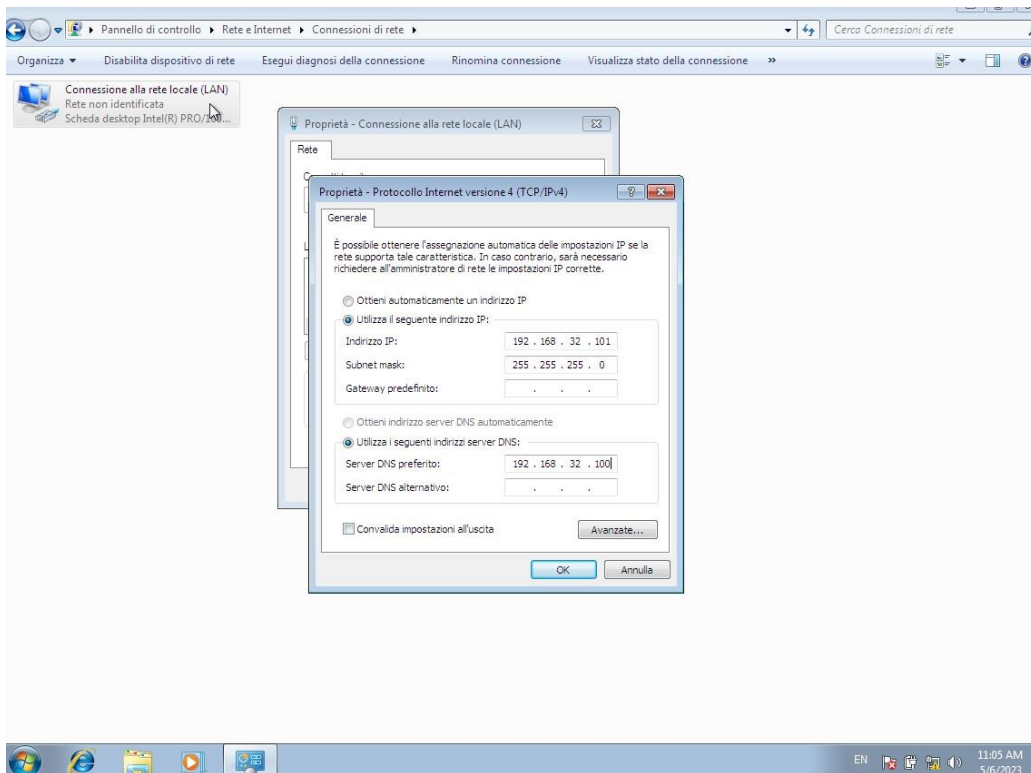 Pannello di controllo ▸ Rete e Internet ▸ Connessioni di rete ▸
Cerca Connessioni di rete
Organizza ▾ Disabilita dispositivo di rete Esegui diagnosi della connessione Rinomina connessione Visualizza stato della connessione »
Connessione alla rete locale (LAN)
Rete non identificata
Scheda desktop Intel(R) PRO/
Proprietà - Connessione alla rete locale (LAN)
Rete
Proprietà - Protocollo Internet versione 4 (TCP/IPv4)
Generale
È possibile ottenere l'assegnazione automatica delle impostazioni IP se la
rete supporta tale caratteristica. In caso contrario, sarà necessario
richiedere all'amministratore di rete le impostazioni IP corrette.
Ottieni automaticamente un indirizzo IP
Utilizza il seguente indirizzo IP:
Indirizzo IP: 192 . 168 . 32 . 101
Subnet mask: 255 . 255 . 255 . 0
Gateway predefinito: . . .
Ottieni indirizzo server DNS automaticamente
Utilizza i seguenti indirizzi server DNS:
Server DNS preferito: 192 . 168 . 32 . 100
Server DNS alternativo: . . .
Convalida impostazioni all'uscita
Avanzate...
OK Annulla
EN
11:05 AM
5/6/2023